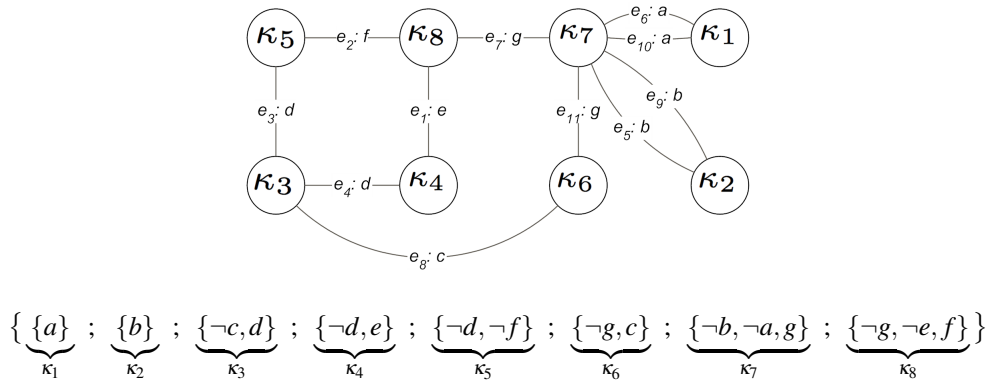 e₆: a
κ₅ e₂: f κ₈ e₇: g κ₇ e₁₀: a κ₁
e₉: b
e₃: d e₁: e e₁₁: g e₅: b
κ₃ e₄: d κ₄ κ₆ κ₂
e₈: c
{ {a} ; {b} ; {¬c,d} ; {¬d,e} ; {¬d,¬f} ; {¬g,c} ; {¬b,¬a,g} ; {¬g,¬e,f} }
κ₁ κ₂ κ₃ κ₄ κ₅ κ₆ κ₇ κ₈